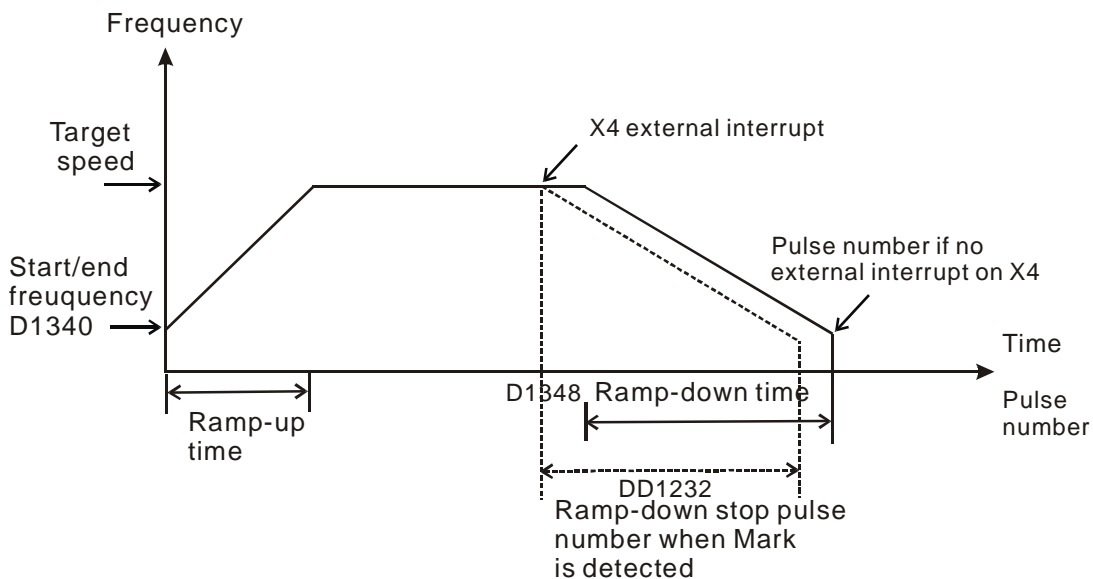 Frequency
Target
speed
X4 external interrupt
Pulse number if no
external interrupt on X4
Start/end
freuquency
D1340
Time
D1348 Ramp-down time
Pulse
number
Ramp-up
time
DD1232
Ramp-down stop pulse
number when Mark
is detected